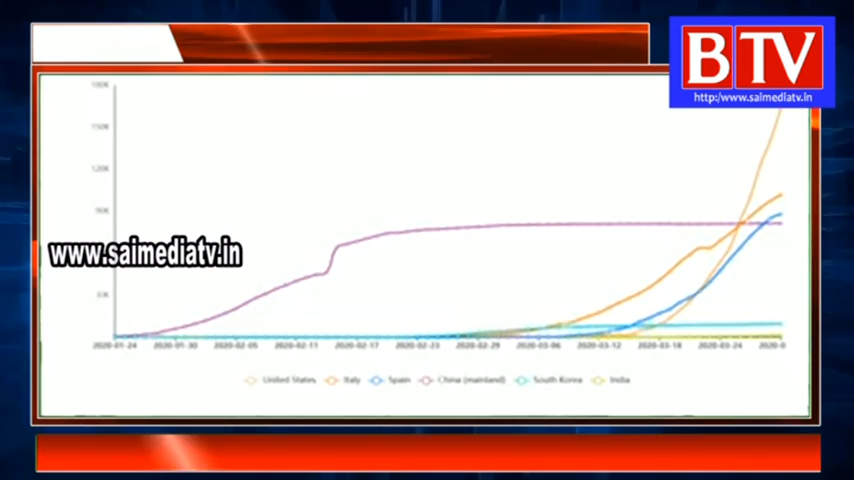 BTV
http:/www.saimediatv.in
180K
150K
120K
90K
www.saimediatv.in
2020-01-24 2020-01-30 2020-02-05 2020-02-11 2020-02-17 2020-02-23 2020-02-29 2020-03-06 2020-03-12 2020-03-18 2020-03-24 2020-0
United States Italy Spain China (mainland) South Korea India